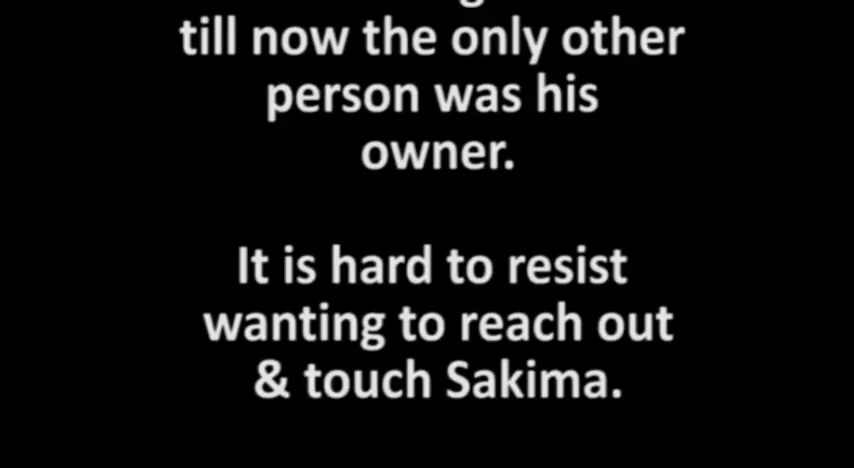 till now the only other
person was his
owner.
It is hard to resist
wanting to reach out
& touch Sakima.